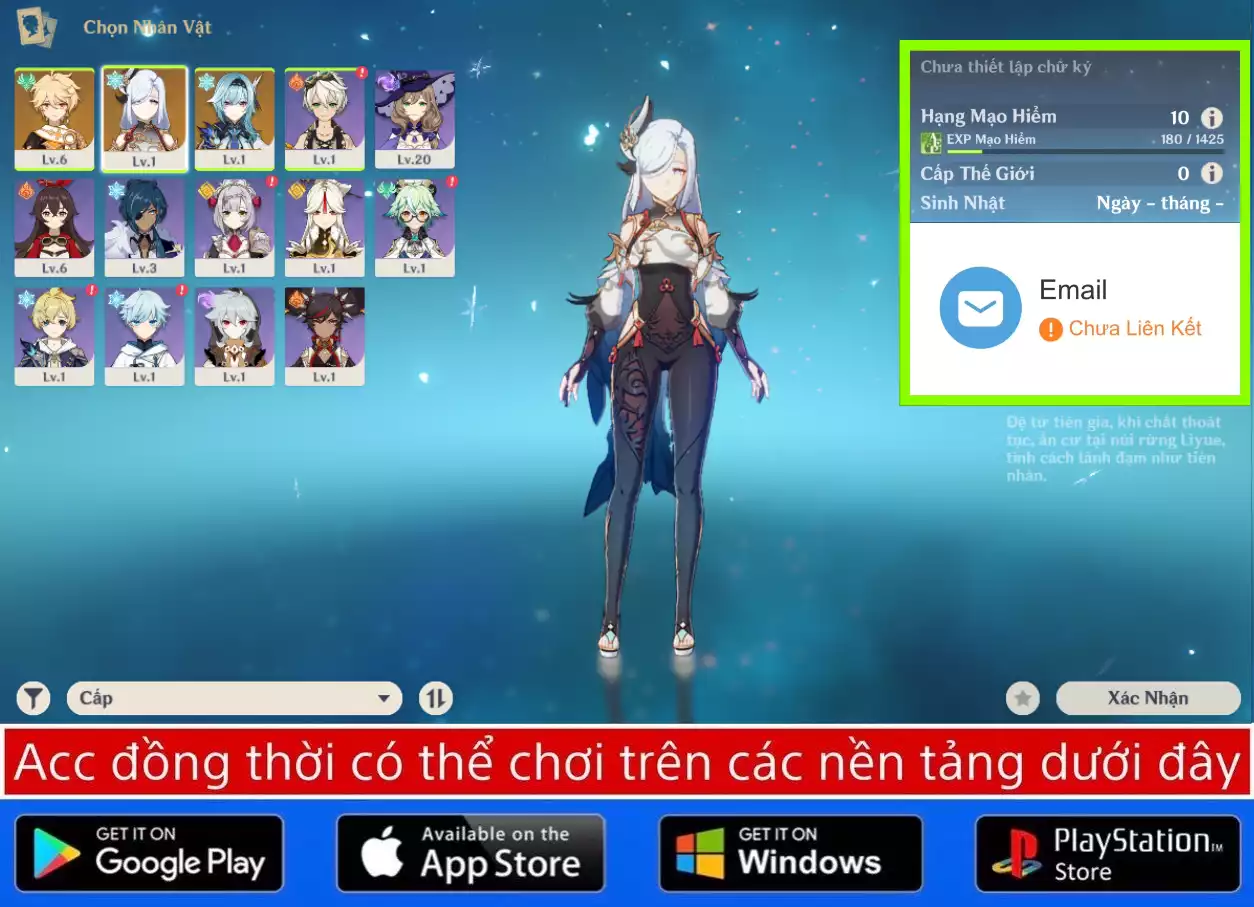 Chọn Nhân Vật
Lv.6
Lv.1
Lv.1
Lv.1
Lv.20
Lv.6
Lv.3
Lv.1
Lv.1
Lv.1
Lv.1
Lv.1
Lv.1
Lv.1
Chưa thiết lập chữ ký
Hạng Mạo Hiểm 10
EXP Mạo Hiểm 180 / 1425
Cấp Thế Giới 0
Sinh Nhật Ngày - tháng -
Email
Chưa Liên Kết
Đệ tử tiên gia, khí chất thoát
tục, ẩn cư tại núi rừng Liyue,
tính cách lãnh đạm như tiên
nhân.
Cấp
Xác Nhận
Acc đồng thời có thể chơi trên các nền tảng dưới đây
GET IT ON
Google Play
Available on the
App Store
GET IT ON
Windows
PlayStation™
Store